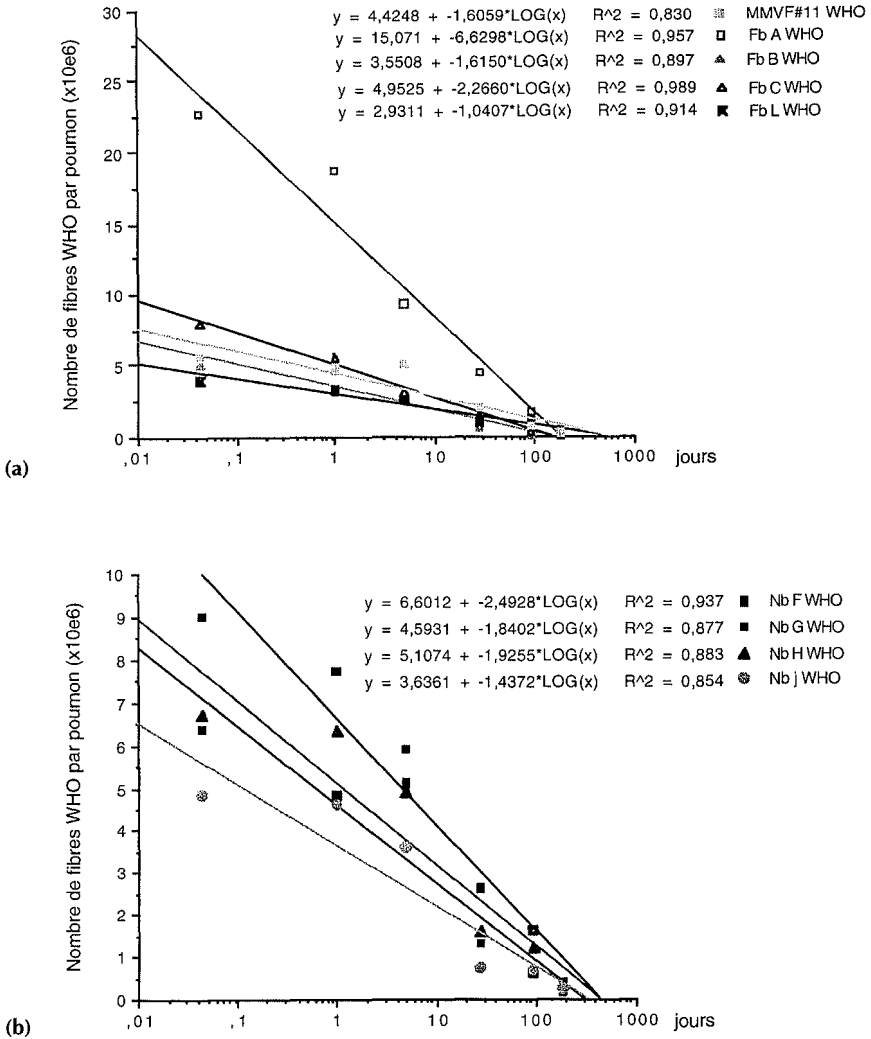 y = 4,4248 + -1,6059*LOG(x) R^2 = 0,830 MMVF#11 WHO
y = 15,071 + -6,6298*LOG(x) R^2 = 0,957 Fb A WHO
y = 3,5508 + -1,6150*LOG(x) R^2 = 0,897 Fb B WHO
y = 4,9525 + -2,2660*LOG(x) R^2 = 0,989 Fb C WHO
y = 2,9311 + -1,0407*LOG(x) R^2 = 0,914 Fb L WHO
Nombre de fibres WHO par poumon (x10e6)
30
25
20
15
10
5
0
,01 ,1 1 10 100 1000 jours
(a)
y = 6,6012 + -2,4928*LOG(x) R^2 = 0,937 Nb F WHO
y = 4,5931 + -1,8402*LOG(x) R^2 = 0,877 Nb G WHO
y = 5,1074 + -1,9255*LOG(x) R^2 = 0,883 Nb H WHO
y = 3,6361 + -1,4372*LOG(x) R^2 = 0,854 Nb j WHO
Nombre de fibres WHO par poumon (x10e6)
10
9
8
7
6
5
4
3
2
1
0
,01 ,1 1 10 100 1000 jours
(b)